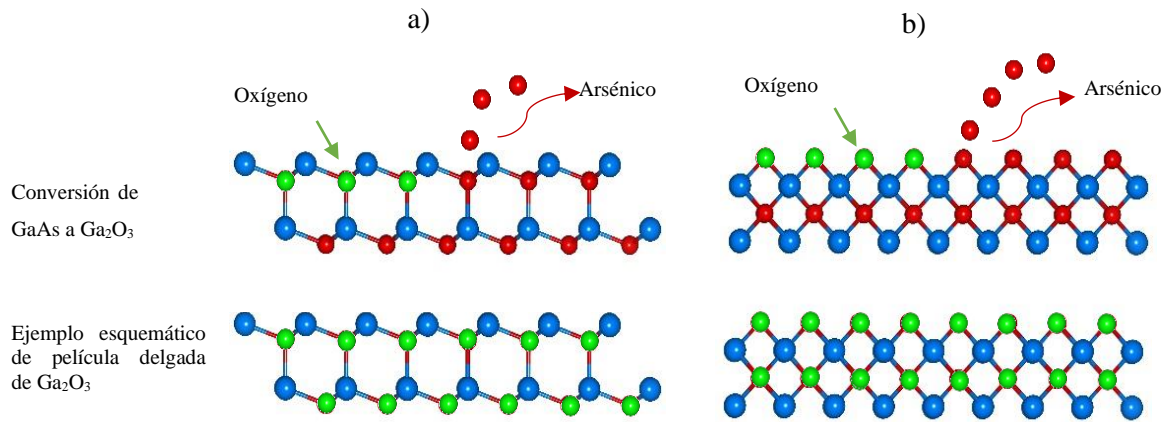 a)
b)
Oxígeno
Arsénico
Oxígeno
Arsénico
Conversión de
GaAs a Ga₂O₃
Ejemplo esquemático
de película delgada
de Ga₂O₃